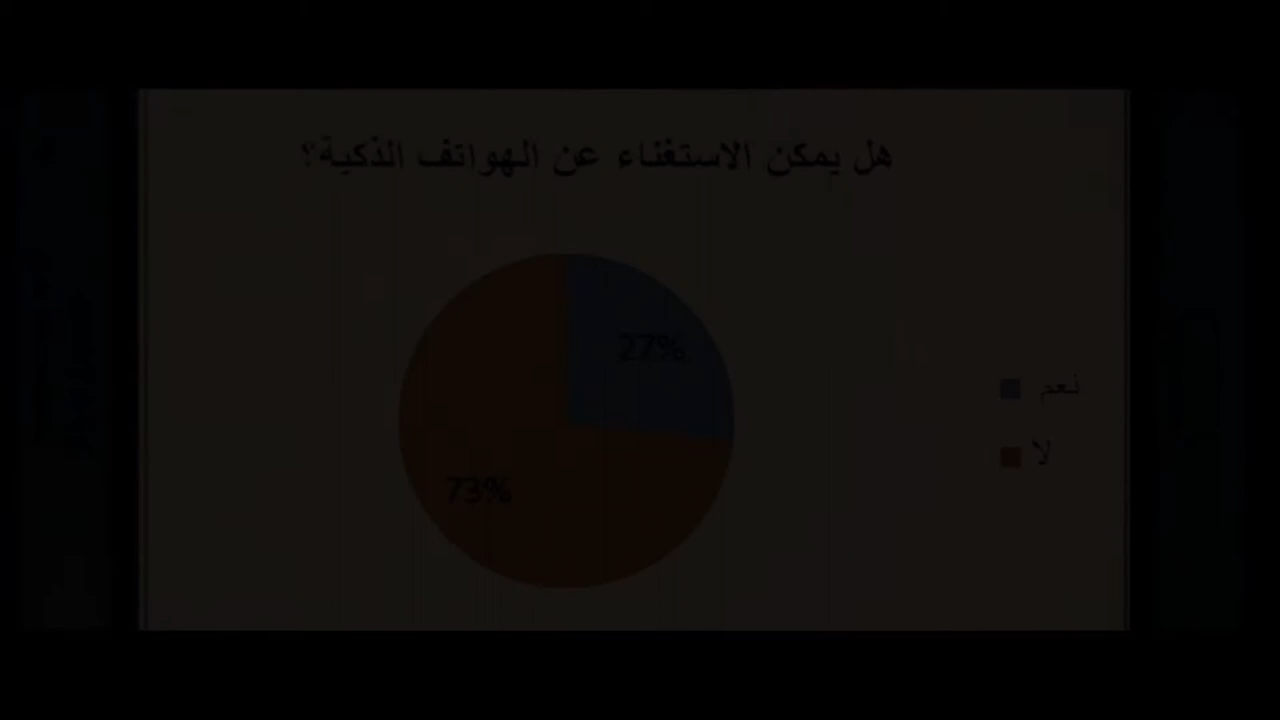 هل يمكن الاستغناء عن الهواتف الذكية؟
27%
نعم
لا
73%